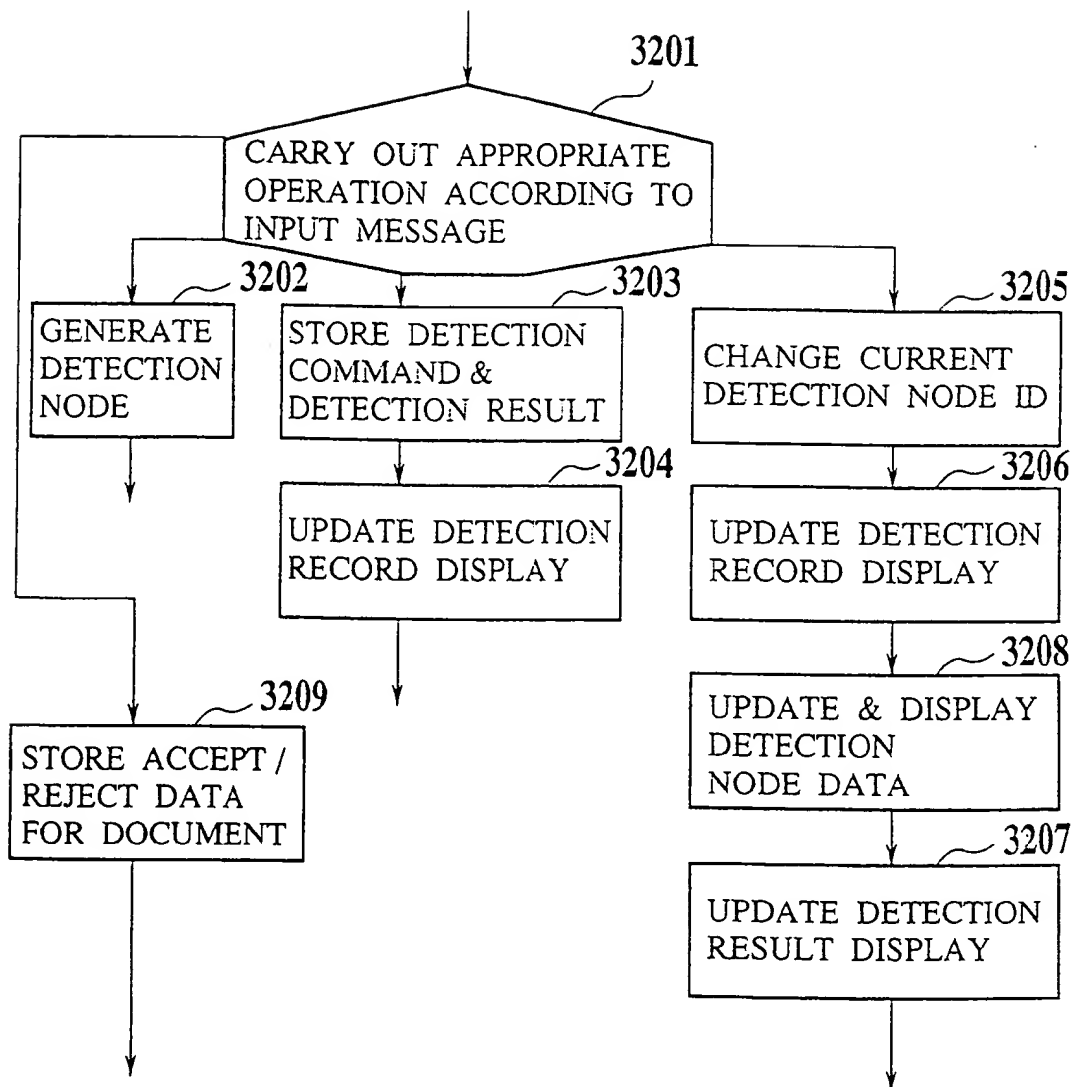 3201
CARRY OUT APPROPRIATE
OPERATION ACCORDING TO
INPUT MESSAGE
3202
GENERATE
DETECTION
NODE
3203
STORE DETECTION
COMMAND &
DETECTION RESULT
3204
UPDATE DETECTION
RECORD DISPLAY
3205
CHANGE CURRENT
DETECTION NODE ID
3206
UPDATE DETECTION
RECORD DISPLAY
3208
UPDATE & DISPLAY
DETECTION
NODE DATA
3207
UPDATE DETECTION
RESULT DISPLAY
3209
STORE ACCEPT /
REJECT DATA
FOR DOCUMENT